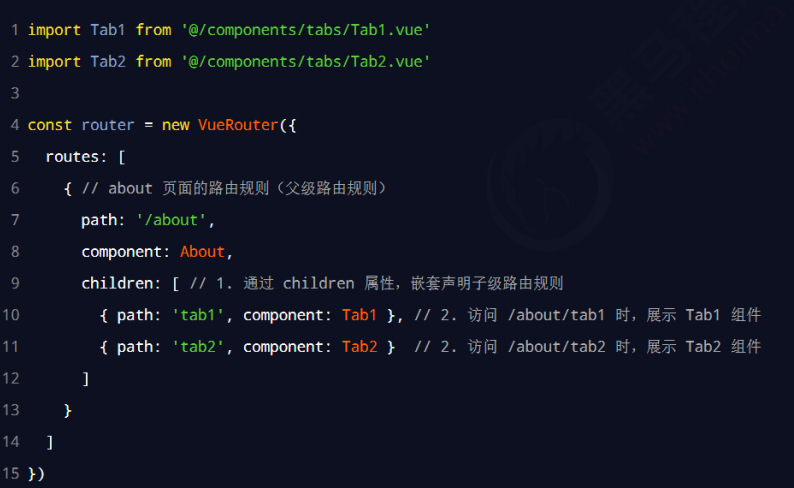 1 import Tab1 from '@/components/tabs/Tab1.vue'
2 import Tab2 from '@/components/tabs/Tab2.vue'
3
4 const router = new VueRouter({
5   routes: [
6     { // about 页面的路由规则（父级路由规则）
7       path: '/about',
8       component: About,
9       children: [ // 1. 通过 children 属性，嵌套声明子级路由规则
10         { path: 'tab1', component: Tab1 }, // 2. 访问 /about/tab1 时，展示 Tab1 组件
11         { path: 'tab2', component: Tab2 }  // 2. 访问 /about/tab2 时，展示 Tab2 组件
12       ]
13     }
14   ]
15 })